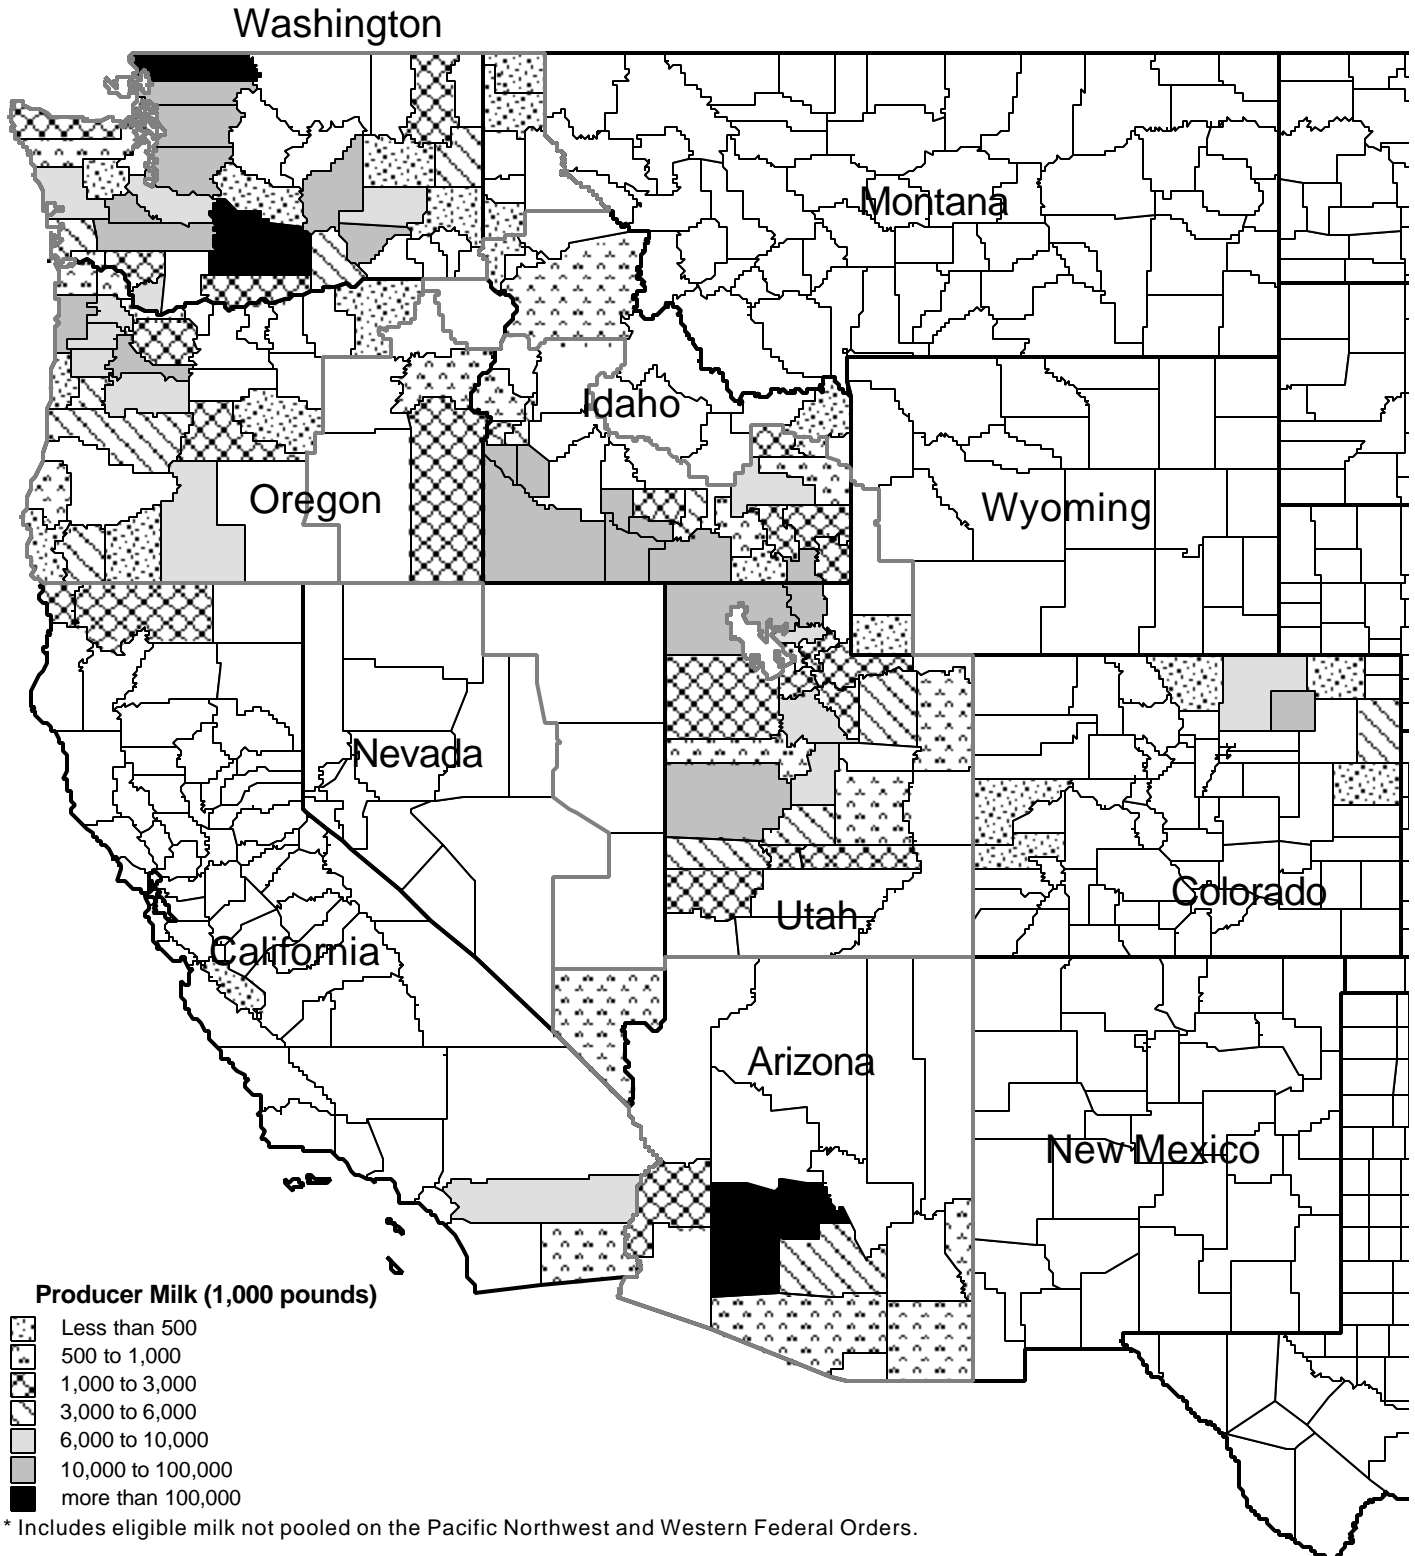 Washington
Montana
Idaho
Oregon
Wyoming
Nevada
Colorado
Utah
California
Arizona
New Mexico
Producer Milk (1,000 pounds)
Less than 500
500 to 1,000
1,000 to 3,000
3,000 to 6,000
6,000 to 10,000
10,000 to 100,000
more than 100,000
* Includes eligible milk not pooled on the Pacific Northwest and Western Federal Orders.